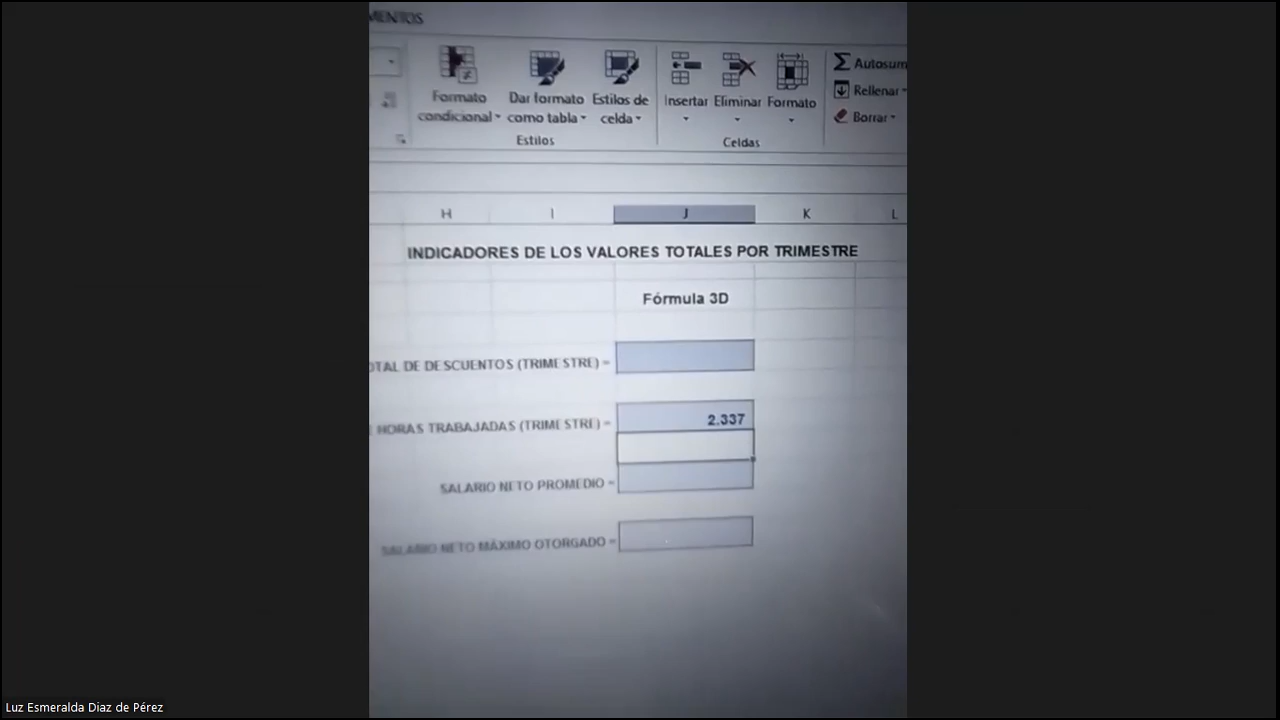 Formato condicional
Dar formato como tabla
Estilos de celda
Estilos
Insertar
Eliminar
Formato
Celdas
Autosum
Rellenar
Borrar
H I J K L
INDICADORES DE LOS VALORES TOTALES POR TRIMESTRE
Fórmula 3D
OTAL DE DESCUENTOS (TRIMESTRE) =
HORAS TRABAJADAS (TRIMESTRE) = 2.337
SALARIO NETO PROMEDIO =
SALARIO NETO MÁXIMO OTORGADO =
Luz Esmeralda Diaz de Pérez